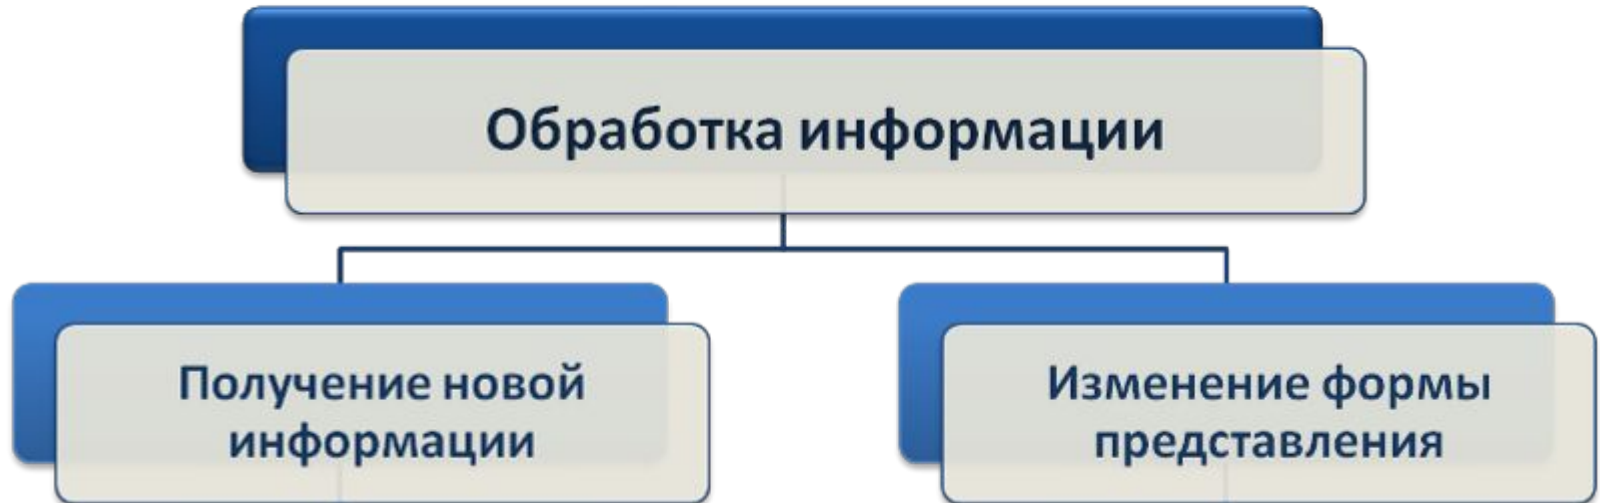 Обработка информации
Получение новой
информации
Изменение формы
представления